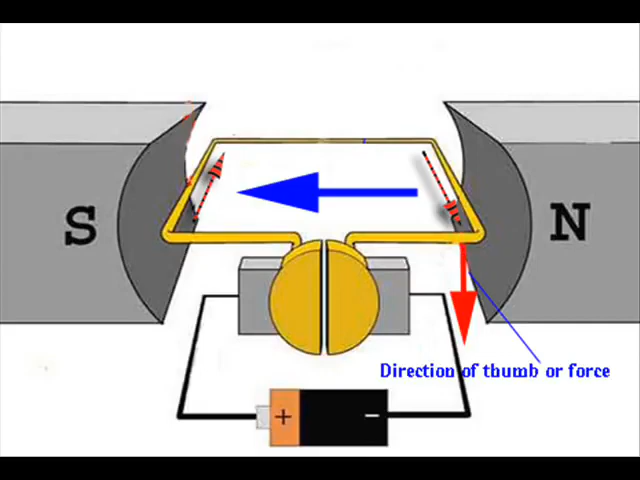 S
N
Direction of thumb or force
+ −